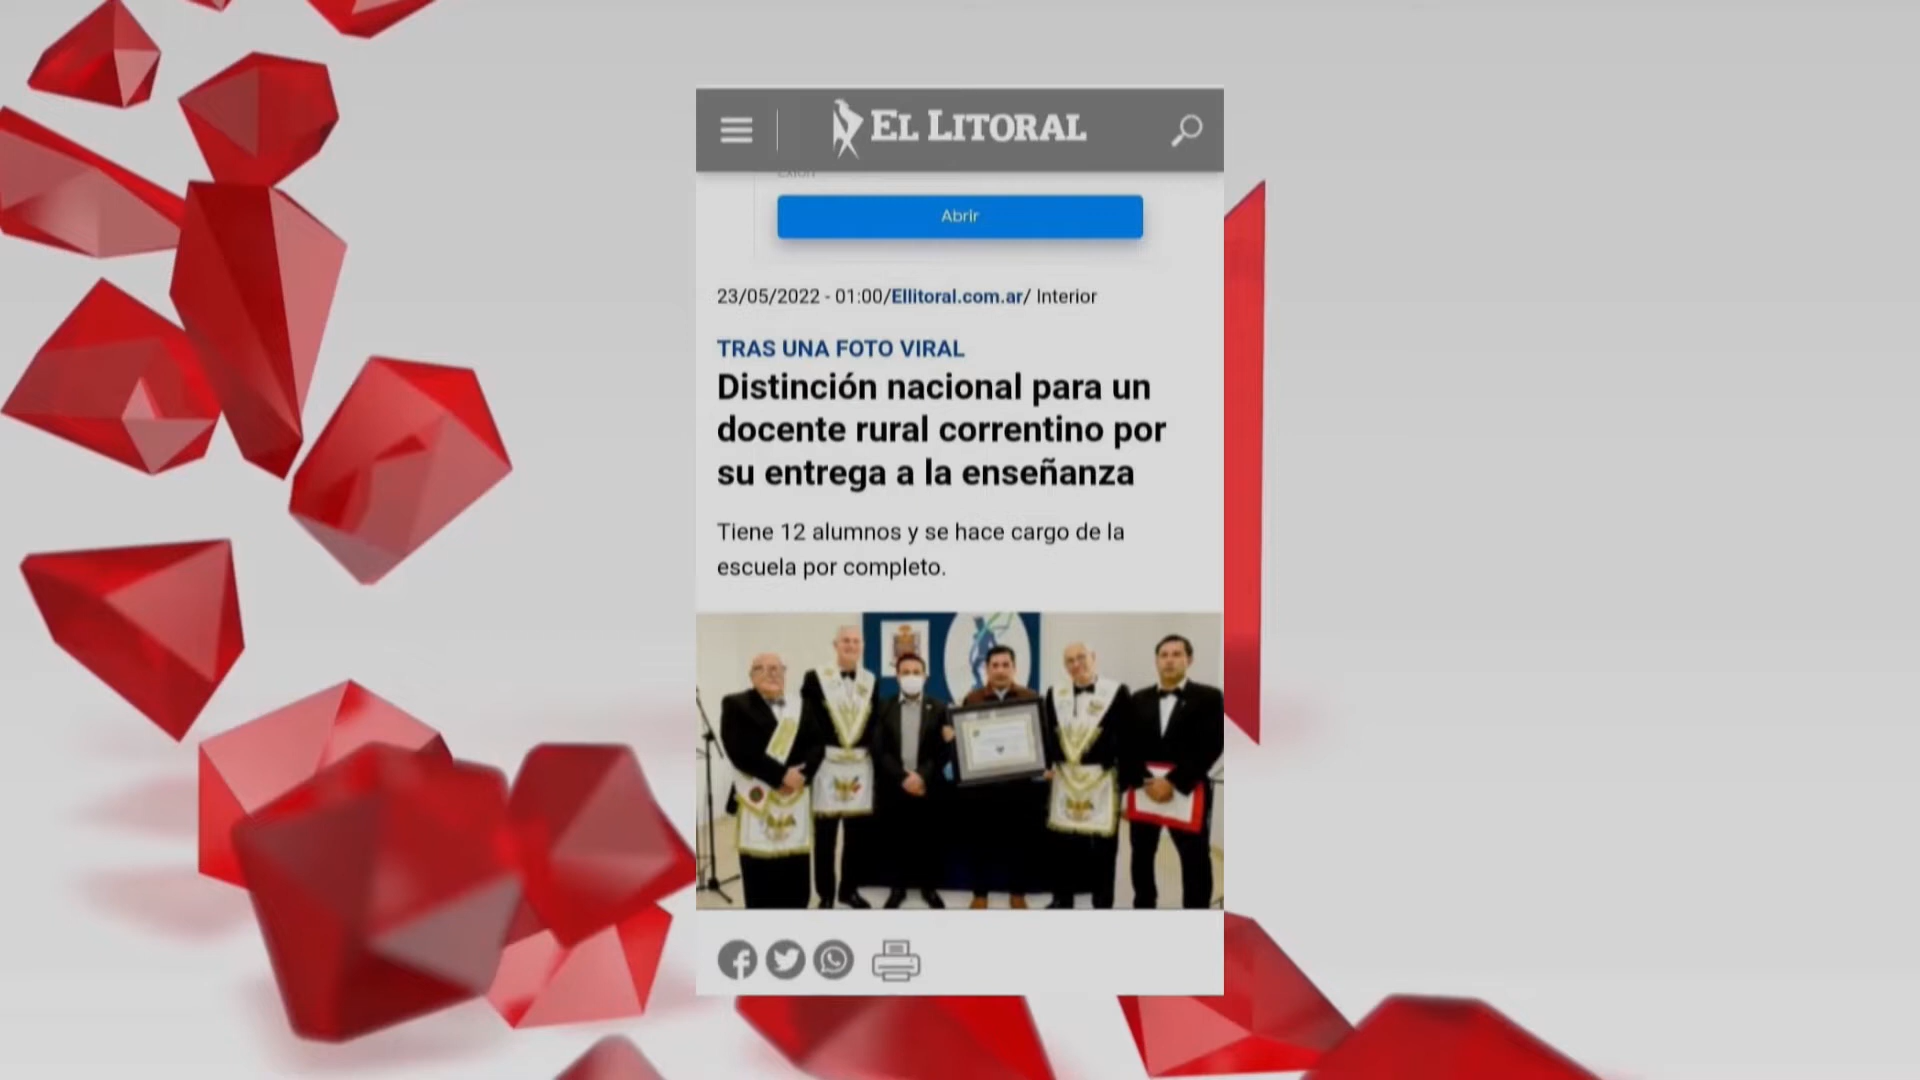 EL LITORAL
Abrir
23/05/2022 - 01:00/Ellitoral.com.ar/ Interior
TRAS UNA FOTO VIRAL
Distinción nacional para un
docente rural correntino por
su entrega a la enseñanza
Tiene 12 alumnos y se hace cargo de la
escuela por completo.